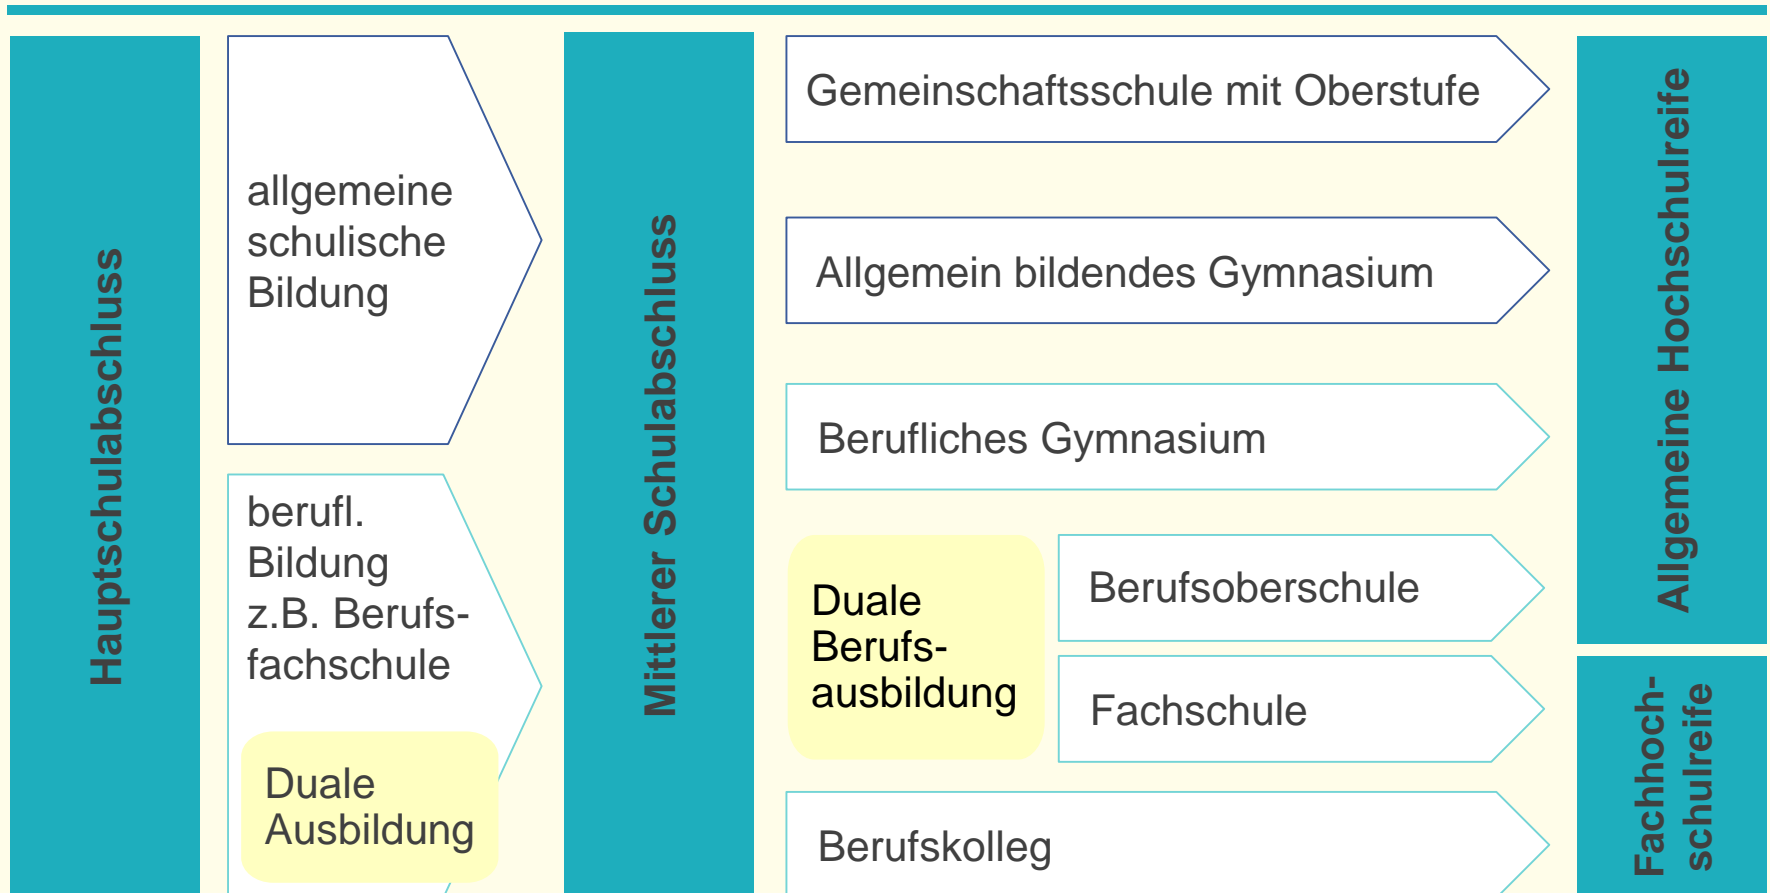 Hauptschulabschluss
allgemeine
schulische
Bildung
berufl.
Bildung
z.B. Berufs-
fachschule
Duale
Ausbildung
Mittlerer Schulabschluss
Gemeinschaftsschule mit Oberstufe
Allgemein bildendes Gymnasium
Berufliches Gymnasium
Duale
Berufs-
ausbildung
Berufsoberschule
Fachschule
Berufskolleg
Allgemeine Hochschulreife
Fachhoch-
schulreife